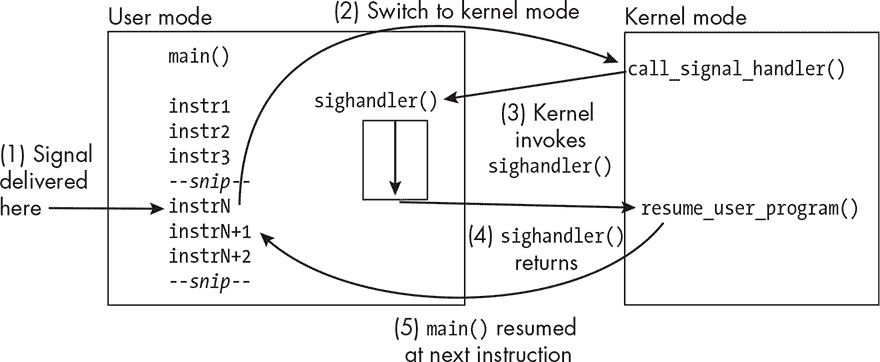 User mode
(2) Switch to kernel mode
Kernel mode
main()
call_signal_handler()
instr1
instr2
instr3
--snip--
instrN
instrN+1
instrN+2
--snip--
sighandler()
(3) Kernel
invokes
sighandler()
(1) Signal
delivered
here
resume_user_program()
(4) sighandler()
returns
(5) main() resumed
at next instruction